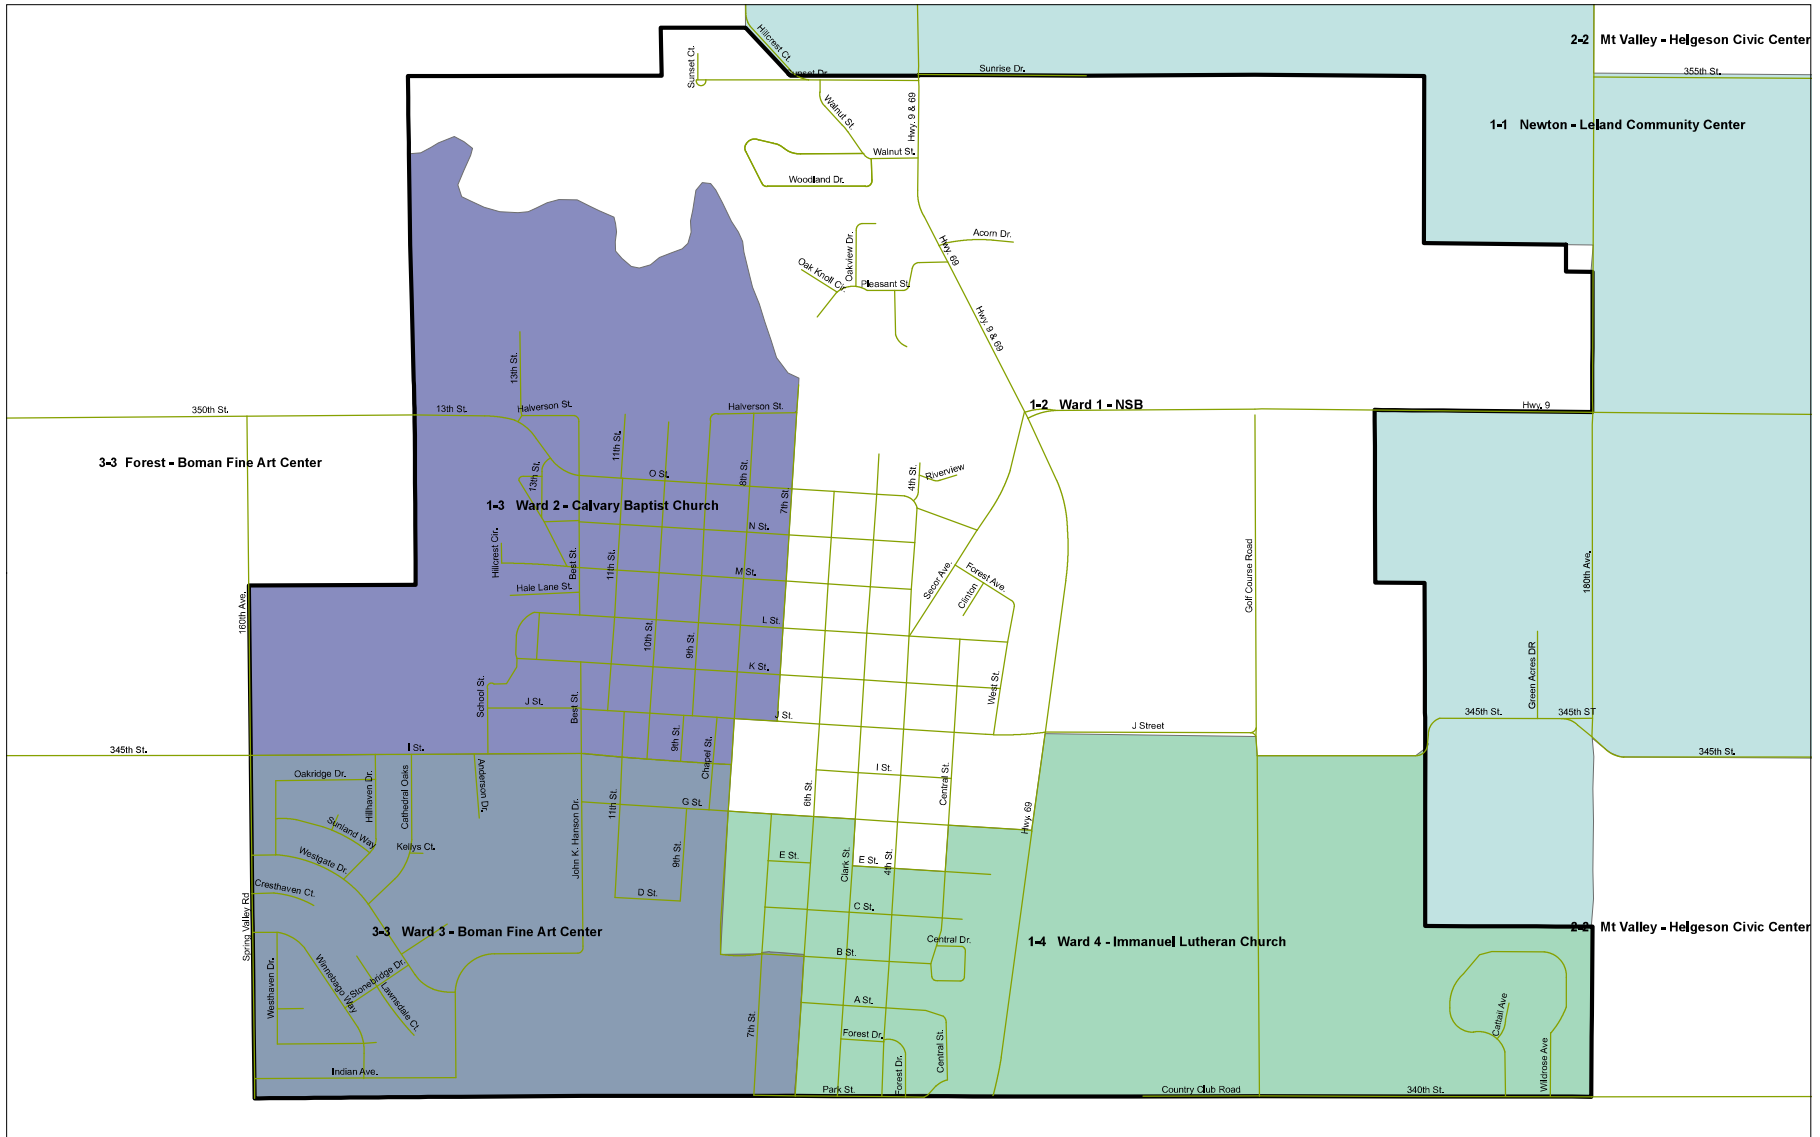 Hillcrest Ct.
Sunset Ct.
Sunrise Dr.
2-2 Mt Valley - Helgeson Civic Center
355th St.
Walnut St.
Hwy. 9 & 69
1-1 Newton - Leland Community Center
Walnut St.
Woodland Dr.
Acorn Dr.
Hwy. 69
Oakview Dr.
Oak Knoll Cir.
Pleasant St.
Hwy. 9 & 69
13th St.
350th St.
13th St.
Halverson St.
Halverson St.
1-2 Ward 1 - NSB
Hwy. 9
11th St.
3-3 Forest - Boman Fine Art Center
13th St.
O St.
8th St.
7th St.
4th St.
Riverview
1-3 Ward 2 - Calvary Baptist Church
N St.
Hillcrest Cir.
Best St.
11th St.
M St.
Secor Ave.
Forest Ave.
Clinton
Hale Lane St.
Golf Course Road
180th Ave.
160th Ave.
L St.
10th St.
9th St.
K St.
Green Acres DR
School St.
J St.
Best St.
J St.
West St.
J Street
345th St.
345th ST
345th St.
I St.
9th St.
Chapel St.
345th St.
Oakridge Dr.
Hillhaven Dr.
Cathedral Oaks
Anderson Dr.
I St.
Central St.
6th St.
11th St.
G St.
John K. Hanson Dr.
Hwy. 69
Sunland Way
Kellys Ct.
Westgate Dr.
9th St.
E St.
Clark St.
E St.
4th St.
Cresthaven Ct.
D St.
C St.
Spring Valley Rd
3-3 Ward 3 - Boman Fine Art Center
Central Dr.
1-4 Ward 4 - Immanuel Lutheran Church
2-2 Mt Valley - Helgeson Civic Center
B St.
Westhaven Dr.
Winnebago Way
Stonebridge Dr.
Lawnsdale Ct.
A St.
7th St.
Forest Dr.
Forest Dr.
Central St.
Cattail Ave
Wildrose Ave
Indian Ave.
Park St.
Country Club Road
340th St.